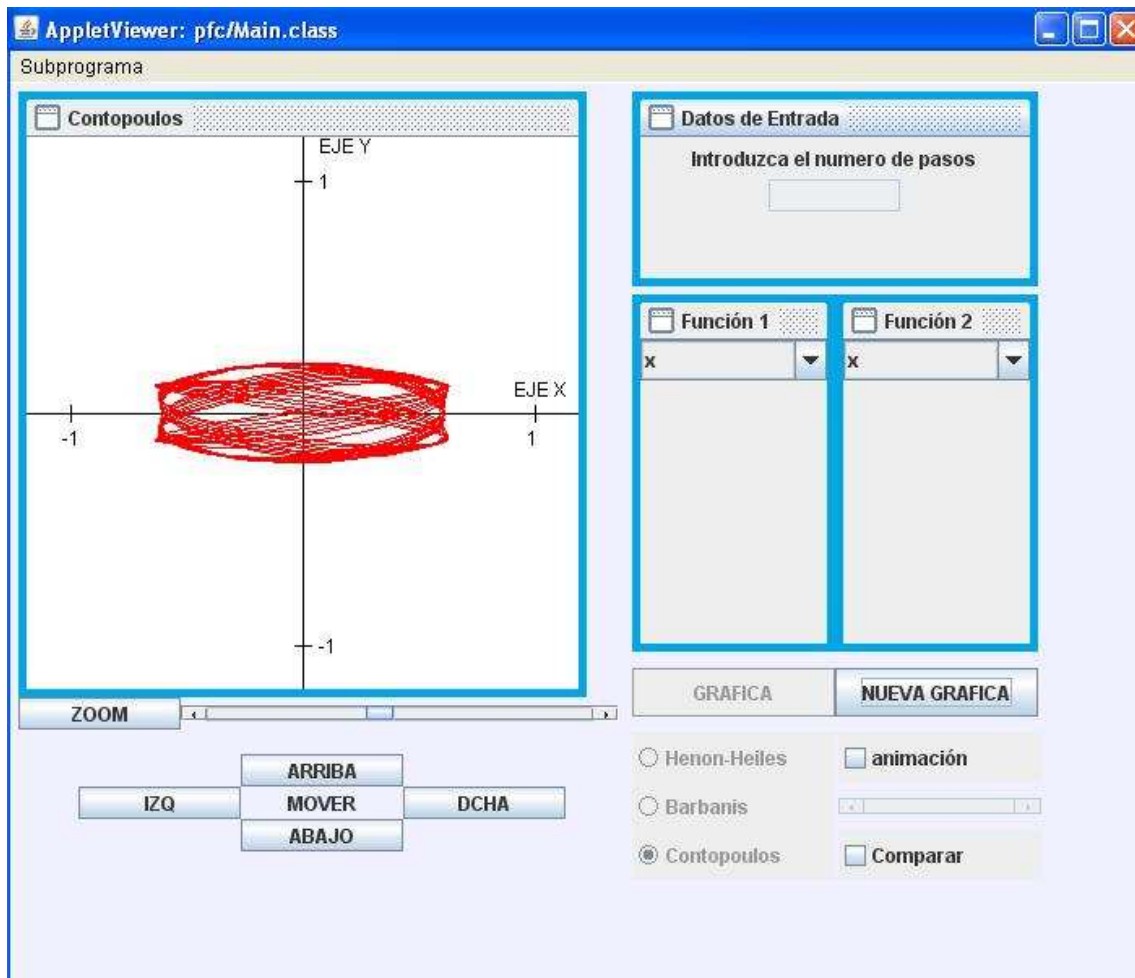 AppletViewer: pfc/Main.class
Subprograma
Contopoulos
EJE Y
1
EJE X
-1
1
-1
ZOOM
ARRIBA
IZQ
MOVER
DCHA
ABAJO
Datos de Entrada
Introduzca el numero de pasos
Función 1
Función 2
x
x
GRAFICA
NUEVA GRAFICA
Henon-Heiles
animación
Barbanis
Contopoulos
Comparar